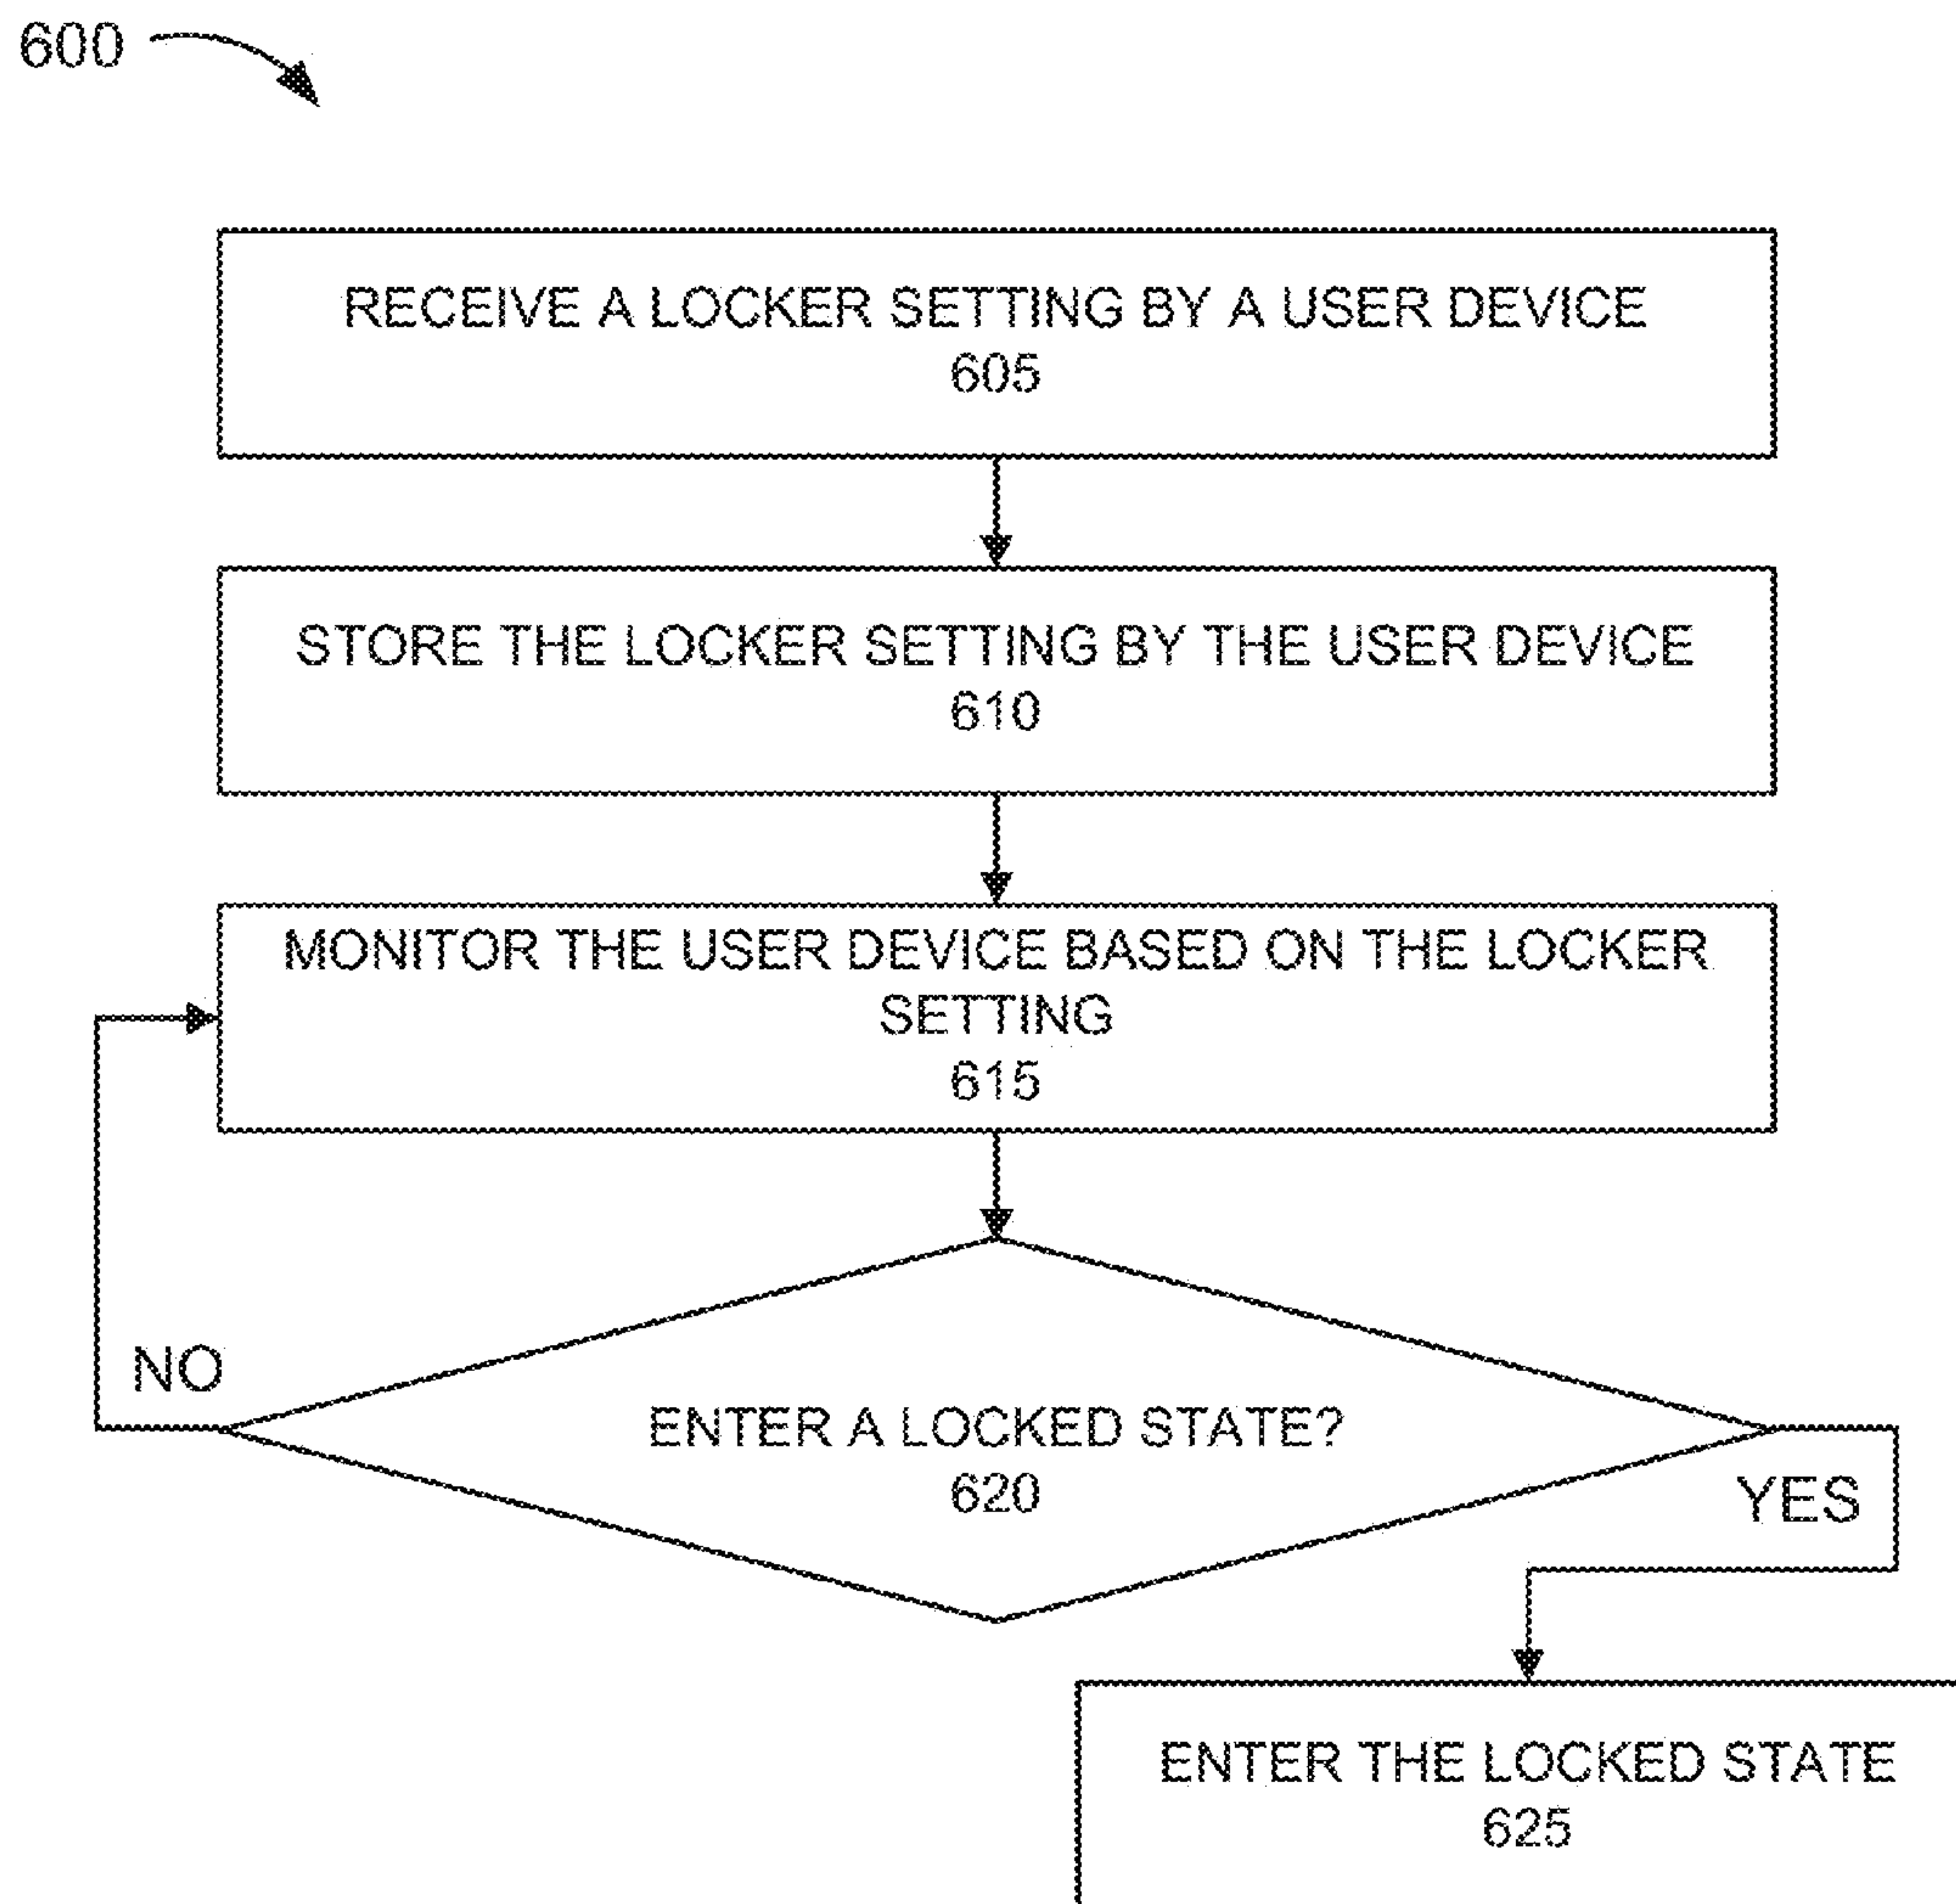 600
RECEIVE A LOCKER SETTING BY A USER DEVICE
605
STORE THE LOCKER SETTING BY THE USER DEVICE
610
MONITOR THE USER DEVICE BASED ON THE LOCKER
SETTING
615
NO
ENTER A LOCKED STATE?
620
YES
ENTER THE LOCKED STATE
625